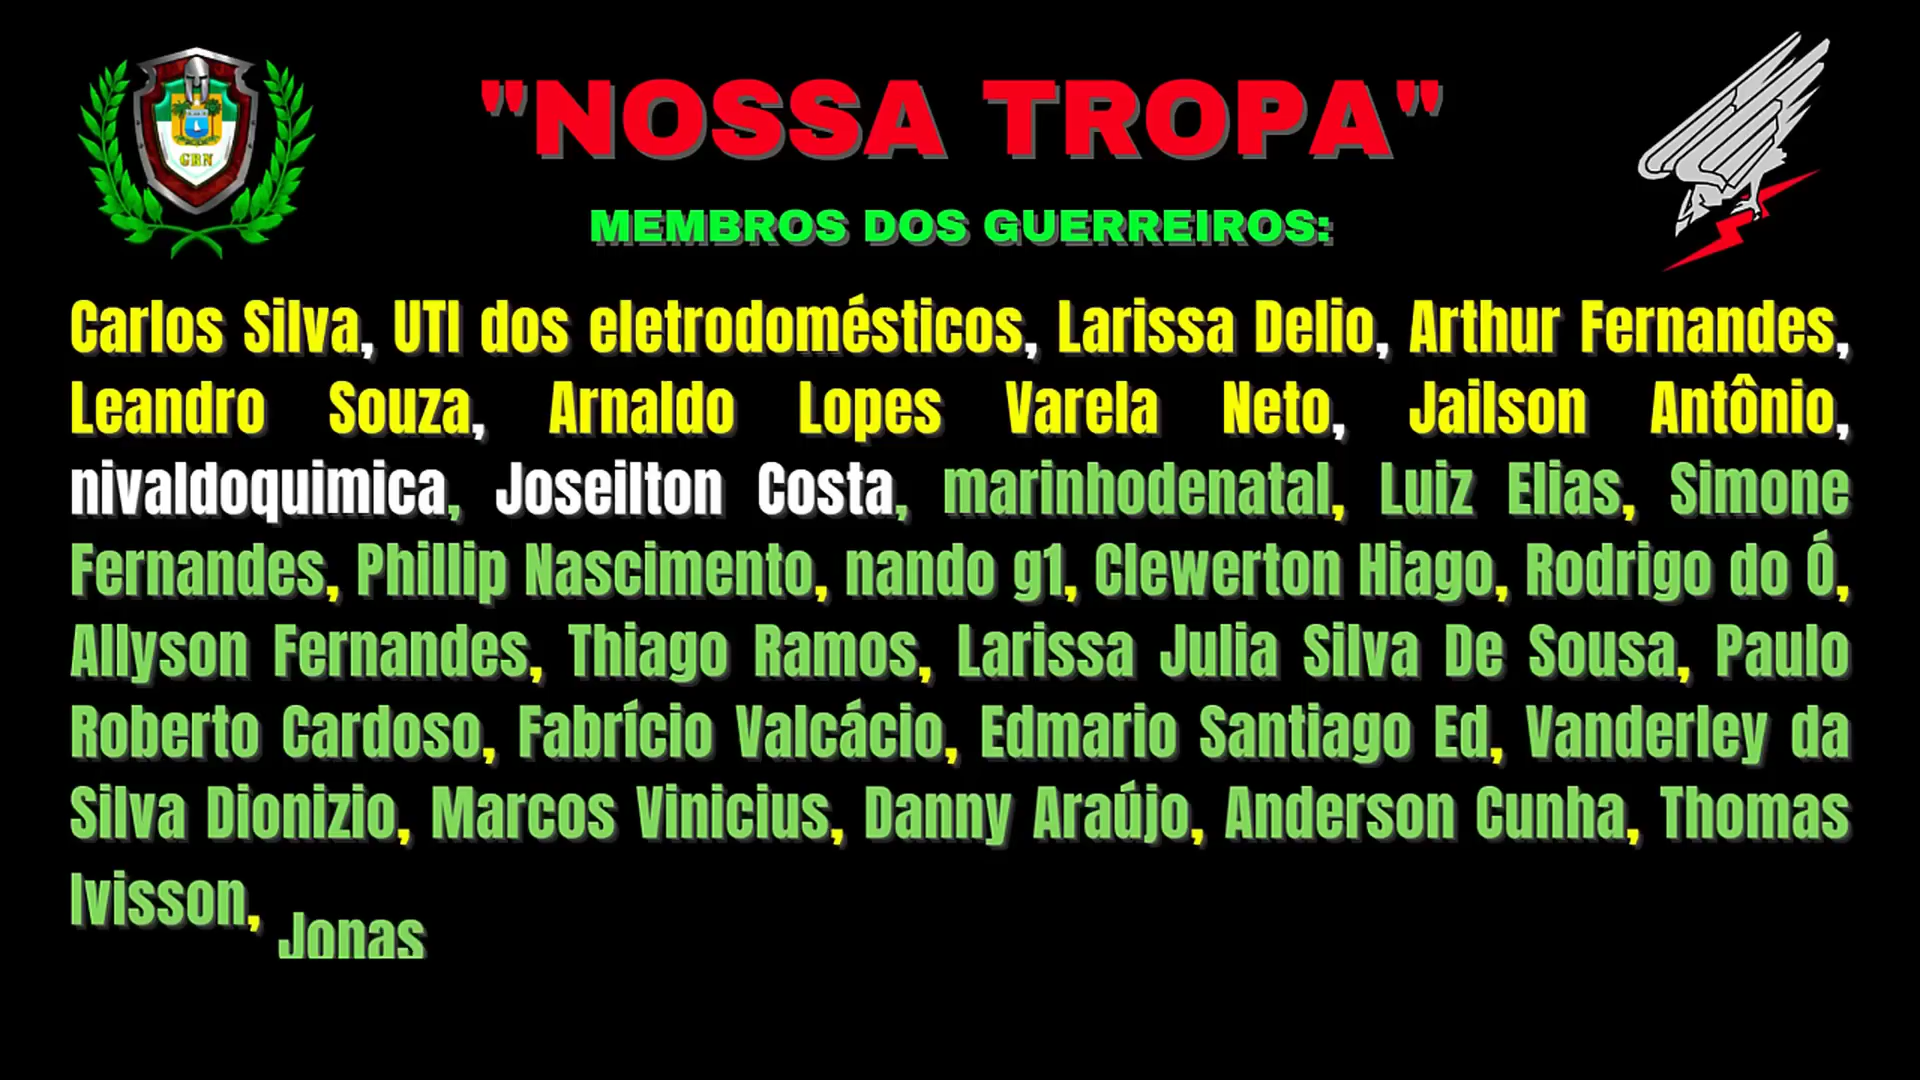 GRN
"NOSSA TROPA"
MEMBROS DOS GUERREIROS:
Carlos Silva, UTI dos eletrodomésticos, Larissa Delio, Arthur Fernandes,
Leandro Souza, Arnaldo Lopes Varela Neto, Jailson Antônio,
nivaldoquimica, Joseilton Costa, marinhodenatal, Luiz Elias, Simone
Fernandes, Phillip Nascimento, nando g1, Clewerton Hiago, Rodrigo do Ó,
Allyson Fernandes, Thiago Ramos, Larissa Julia Silva De Sousa, Paulo
Roberto Cardoso, Fabrício Valcácio, Edmario Santiago Ed, Vanderley da
Silva Dionizio, Marcos Vinicius, Danny Araújo, Anderson Cunha, Thomas
Ivisson, Jonas